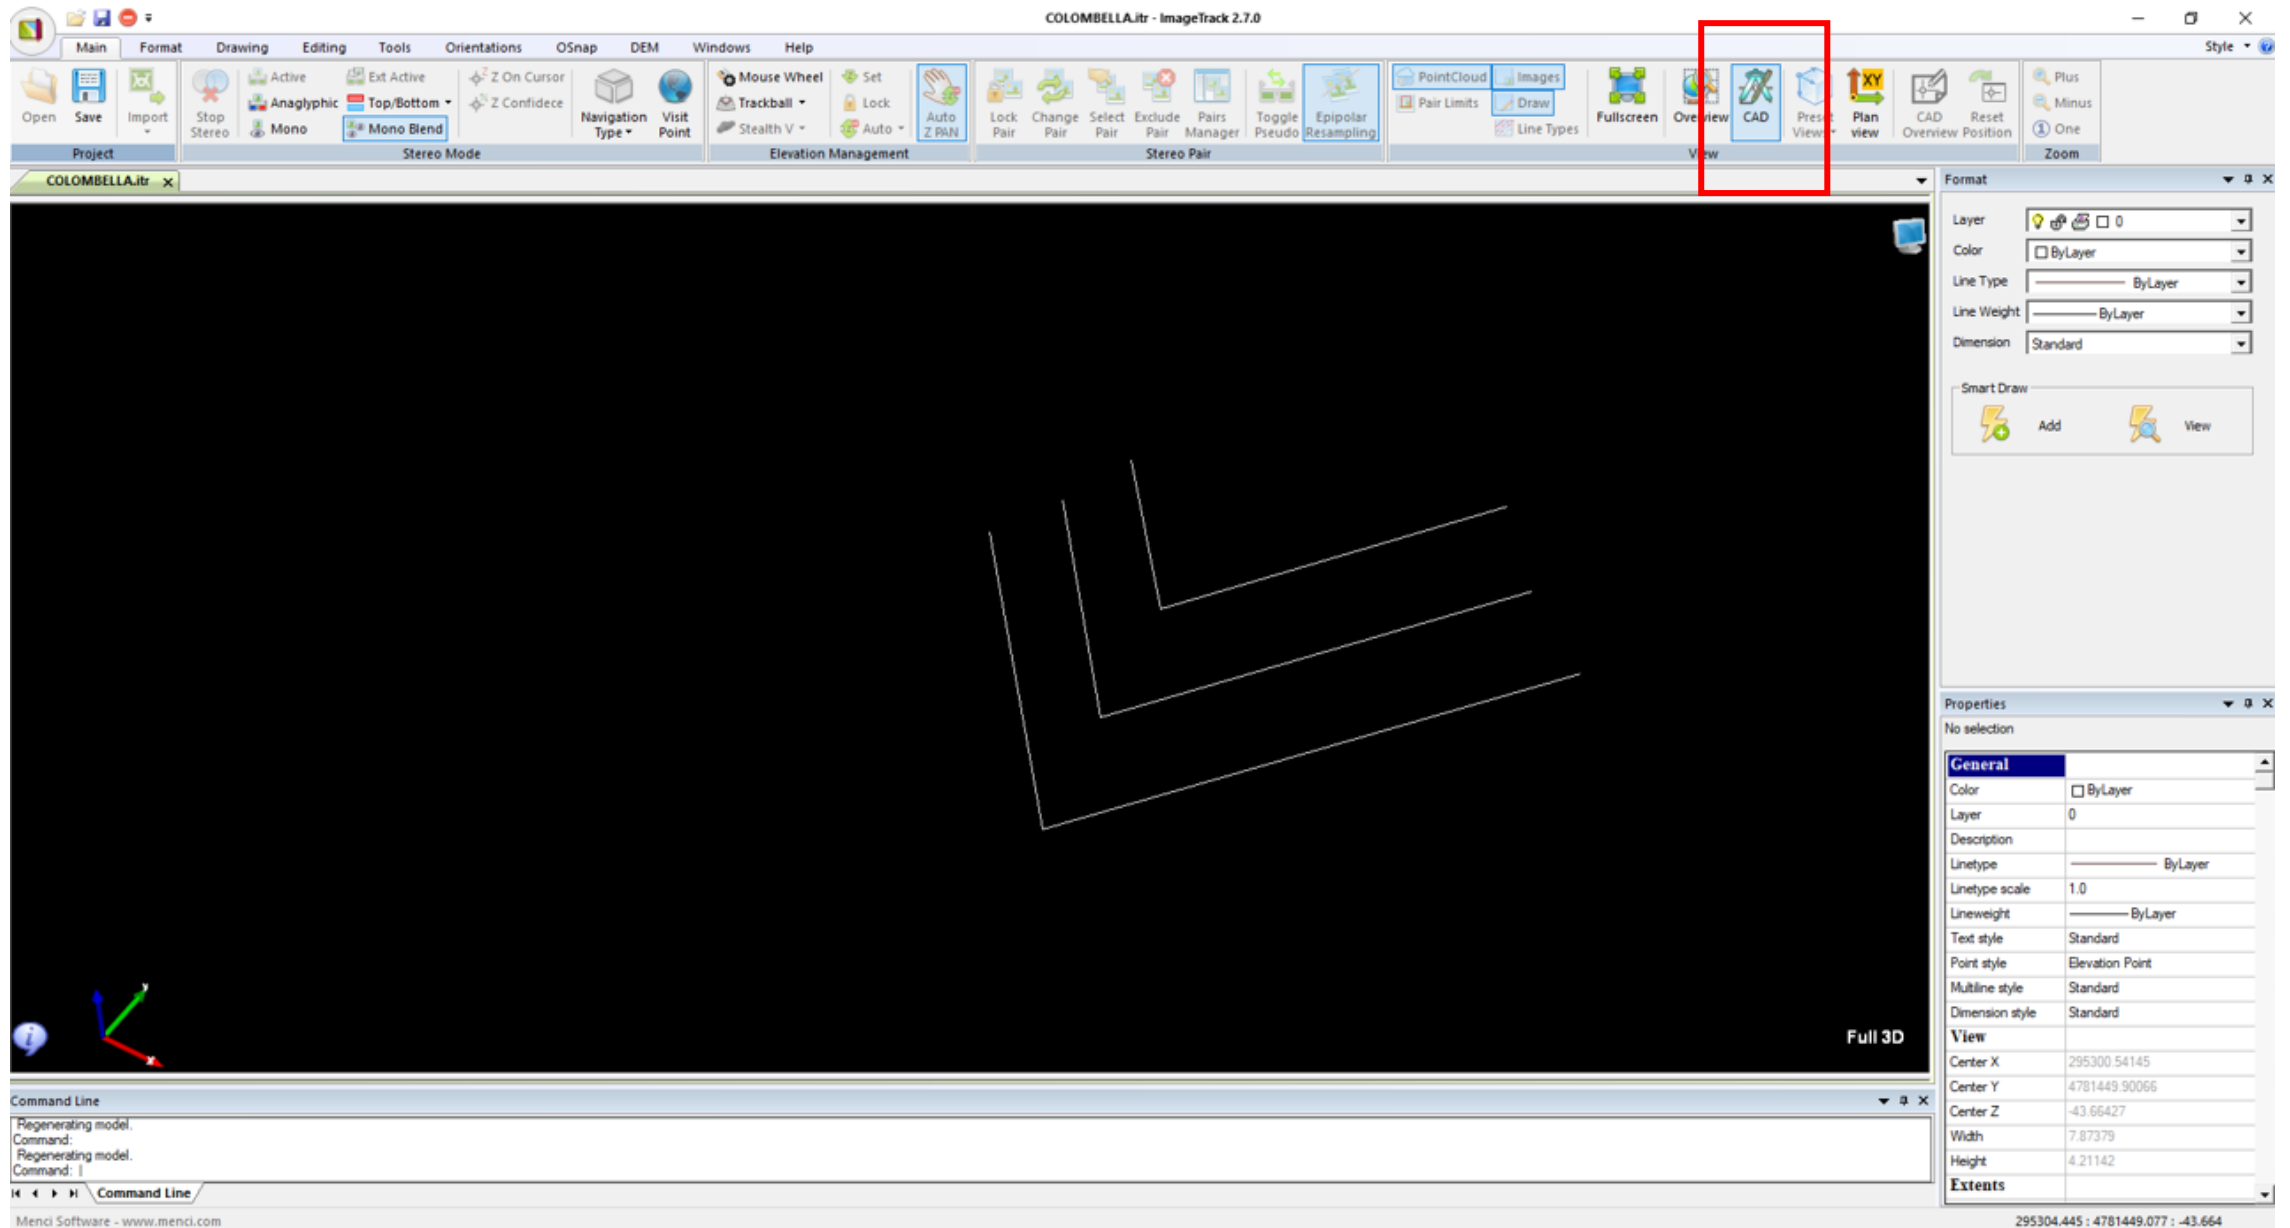 COLOMBELLA.itr - ImageTrack 2.7.0
Main Format Drawing Editing Tools Orientations OSnap DEM Windows Help Style
Open Save Import
Project
Stop Stereo
Active
Anaglyphic
Mono
Ext Active
Top/Bottom
Mono Blend
Z On Cursor
Z Confidece
Navigation Type
Visit Point
Stereo Mode
Mouse Wheel
Trackball
Stealth V
Set
Lock
Auto
Auto Z PAN
Elevation Management
Lock Pair
Change Pair
Select Pair
Exclude Pair
Pairs Manager
Toggle Pseudo
Epipolar Resampling
Stereo Pair
PointCloud
Pair Limits
Images
Draw
Line Types
Fullscreen
Overview
CAD
Preset Views
Plan view
CAD Overview
Reset Position
View
Plus
Minus
One
Zoom
COLOMBELLA.itr
Format
Layer 0
Color ByLayer
Line Type ByLayer
Line Weight ByLayer
Dimension Standard
Smart Draw
Add View
y
x
Full 3D
Properties
No selection
General
Color ByLayer
Layer 0
Description
Linetype ByLayer
Linetype scale 1.0
Lineweight ByLayer
Text style Standard
Point style Elevation Point
Multiline style Standard
Dimension style Standard
View
Center X 295300.54145
Center Y 4781449.90066
Center Z -43.66427
Width 7.87379
Height 4.21142
Extents
Command Line
Regenerating model.
Command:
Regenerating model.
Command:
Command Line
Menci Software - www.menci.com
295304.445 : 4781449.077 : -43.664